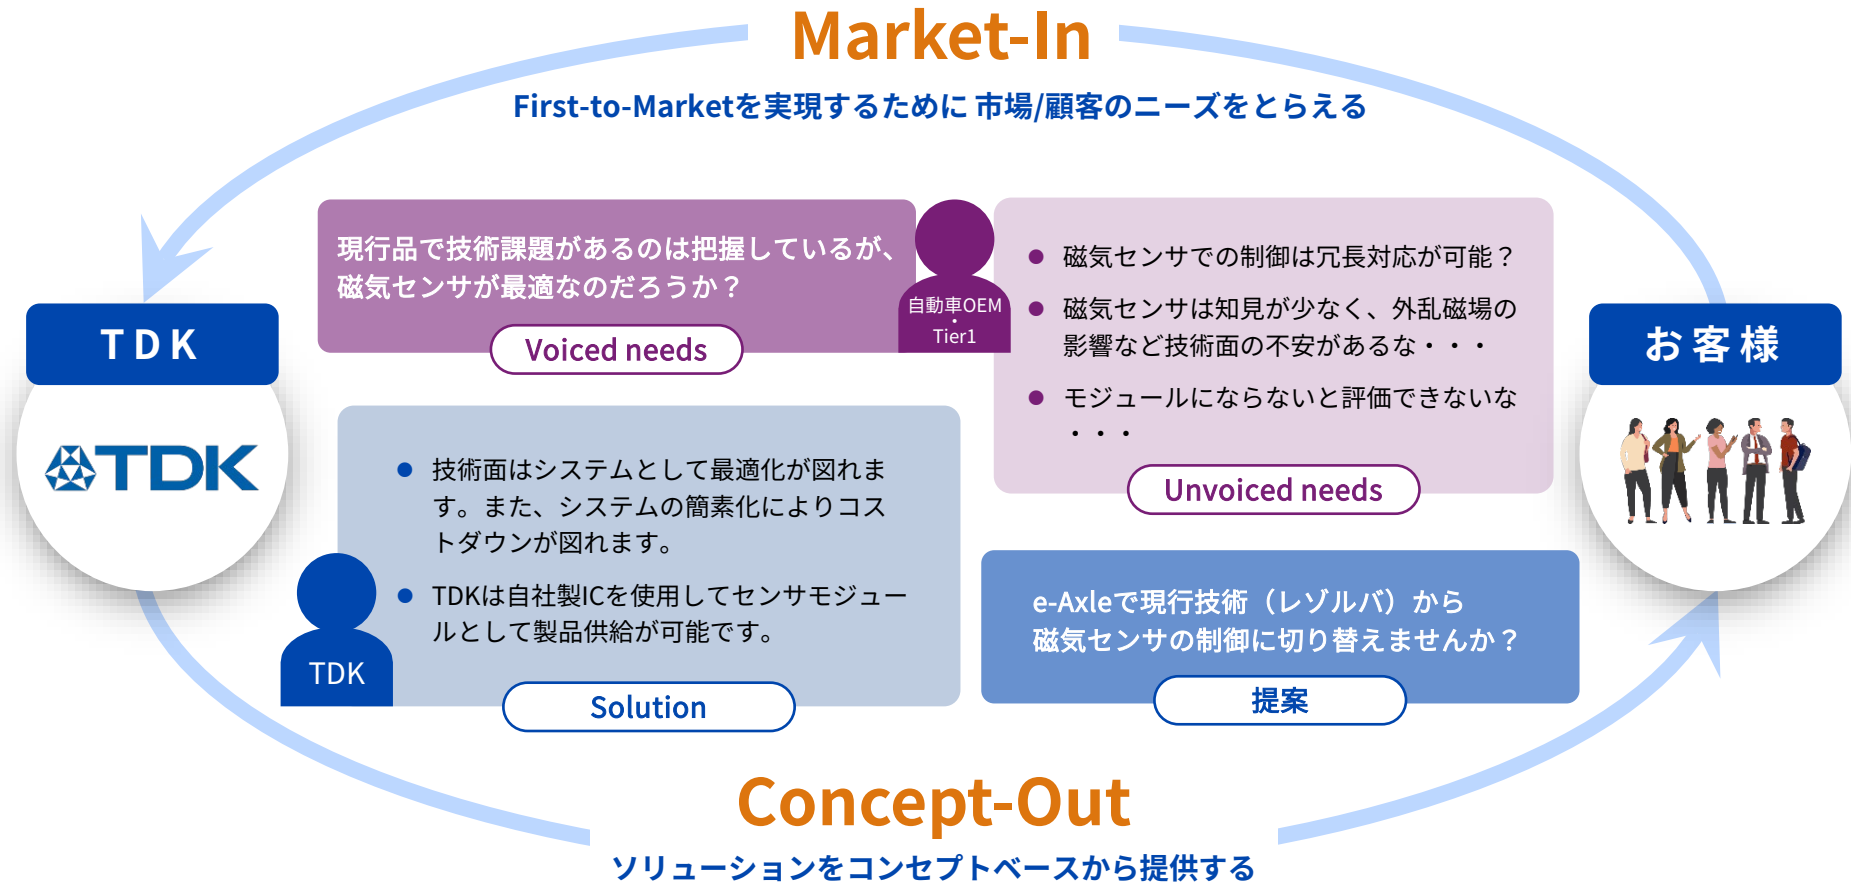 Market-In
First-to-Marketを実現するために 市場/顧客のニーズをとらえる
現行品で技術課題があるのは把握しているが、
磁気センサが最適なのだろうか？
Voiced needs
自動車OEM
・
Tier1
● 磁気センサでの制御は冗長対応が可能？
● 磁気センサは知見が少なく、外乱磁場の
影響など技術面の不安があるな・・・
● モジュールにならないと評価できないな
・・・
Unvoiced needs
TDK
TDK
お客様
● 技術面はシステムとして最適化が図れま
す。また、システムの簡素化によりコス
トダウンが図れます。
● TDKは自社製ICを使用してセンサモジュー
ルとして製品供給が可能です。
TDK
Solution
e-Axleで現行技術（レゾルバ）から
磁気センサの制御に切り替えませんか？
提案
Concept-Out
ソリューションをコンセプトベースから提供する